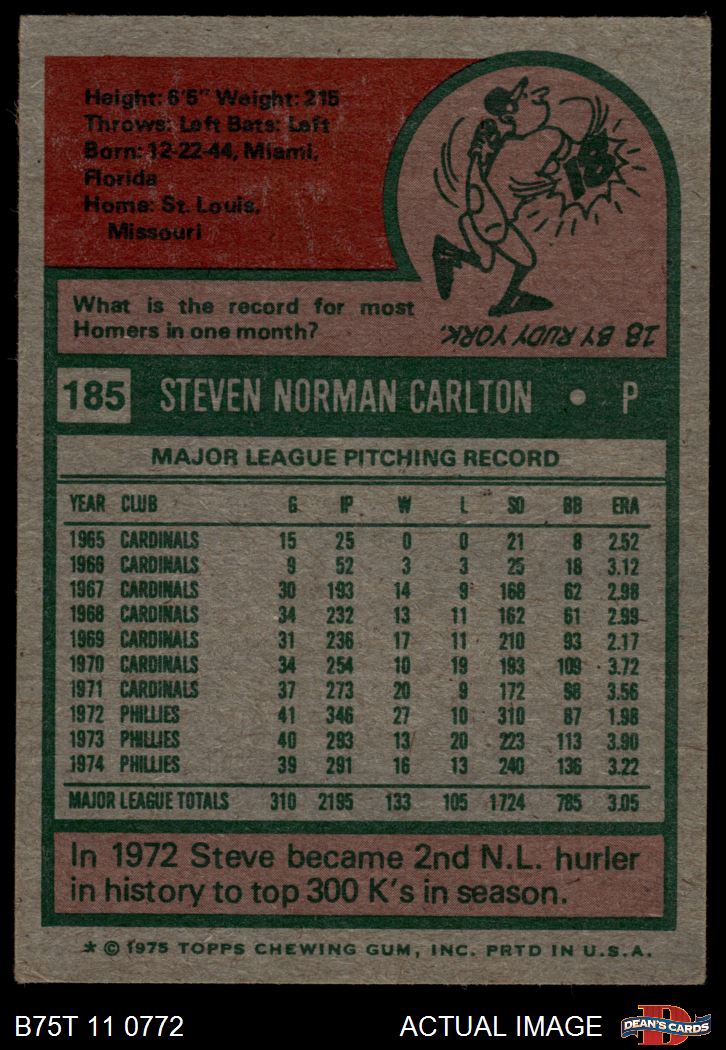 Height: 6'5" Weight: 215
Throws: Left Bats: Left
Born: 12-22-44, Miami,
Florida
Home: St. Louis,
Missouri
18
What is the record for most
Homers in one month?
18 BY RUDY YORK.
185 STEVEN NORMAN CARLTON • P
MAJOR LEAGUE PITCHING RECORD
YEAR CLUB G IP W L SO BB ERA
1965 CARDINALS 15 25 0 0 21 8 2.52
1966 CARDINALS 9 52 3 3 25 18 3.12
1967 CARDINALS 30 193 14 9 168 62 2.98
1968 CARDINALS 34 232 13 11 162 61 2.99
1969 CARDINALS 31 236 17 11 210 93 2.17
1970 CARDINALS 34 254 10 19 193 109 3.72
1971 CARDINALS 37 273 20 9 172 98 3.56
1972 PHILLIES 41 346 27 10 310 87 1.98
1973 PHILLIES 40 293 13 20 223 113 3.90
1974 PHILLIES 39 291 16 13 240 136 3.22
MAJOR LEAGUE TOTALS 310 2195 133 105 1724 785 3.05
In 1972 Steve became 2nd N.L. hurler
in history to top 300 K's in season.
* © 1975 TOPPS CHEWING GUM, INC. PRTD IN U.S.A.
B75T 11 0772 ACTUAL IMAGE D DEAN'S CARDS